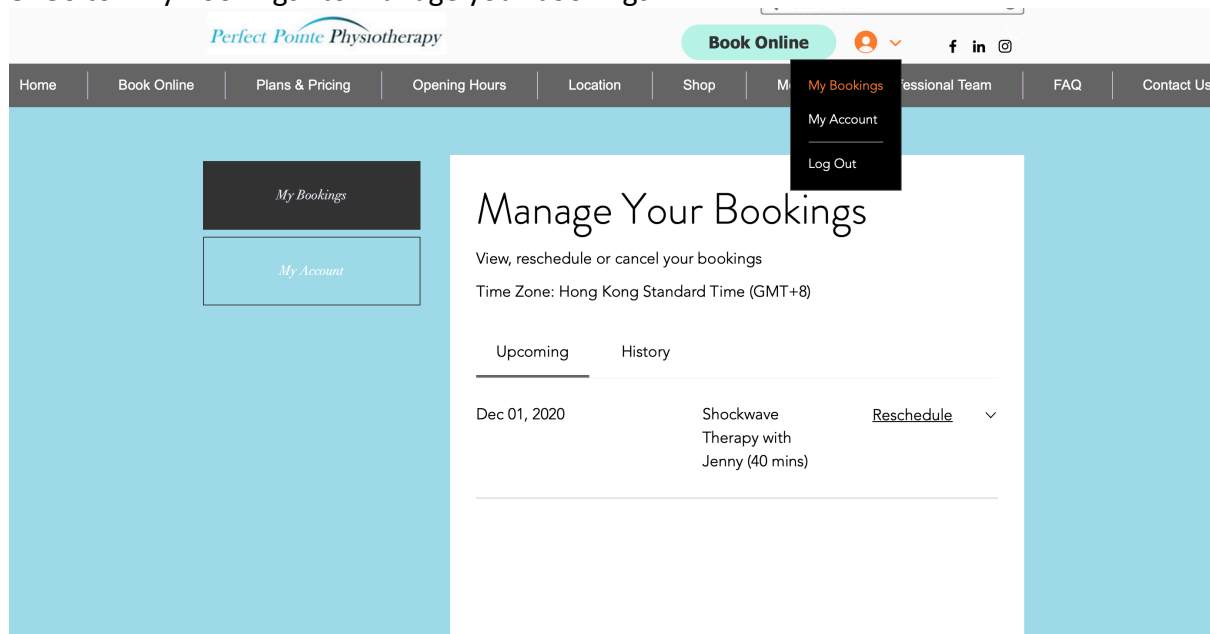 Perfect Pointe Physiotherapy
Book Online
f in
Home Book Online Plans & Pricing Opening Hours Location Shop My Bookings Team FAQ Contact Us
My Account
Log Out
My Bookings
My Account
Manage Your Bookings
View, reschedule or cancel your bookings
Time Zone: Hong Kong Standard Time (GMT+8)
Upcoming History
Dec 01, 2020 Shockwave Reschedule
Therapy with
Jenny (40 mins)